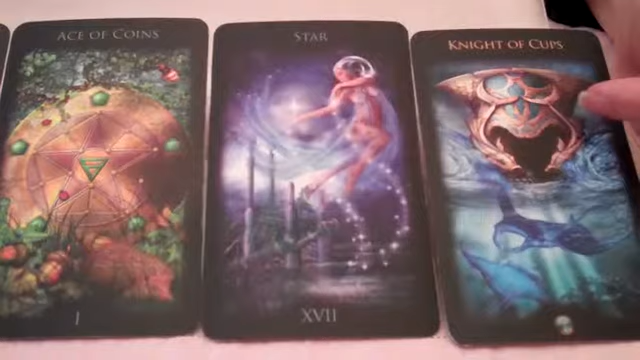 ACE OF COINS
STAR
KNIGHT OF CUPS
I
XVII